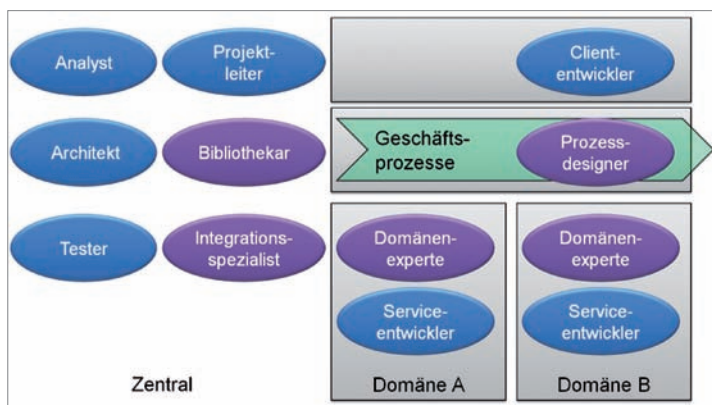 Analyst
Projekt-
leiter
Client-
entwickler
Architekt
Bibliothekar
Geschäfts-
prozesse
Prozess-
designer
Tester
Integrations-
spezialist
Domänen-
experte
Domänen-
experte
Service-
entwickler
Service-
entwickler
Zentral
Domäne A
Domäne B